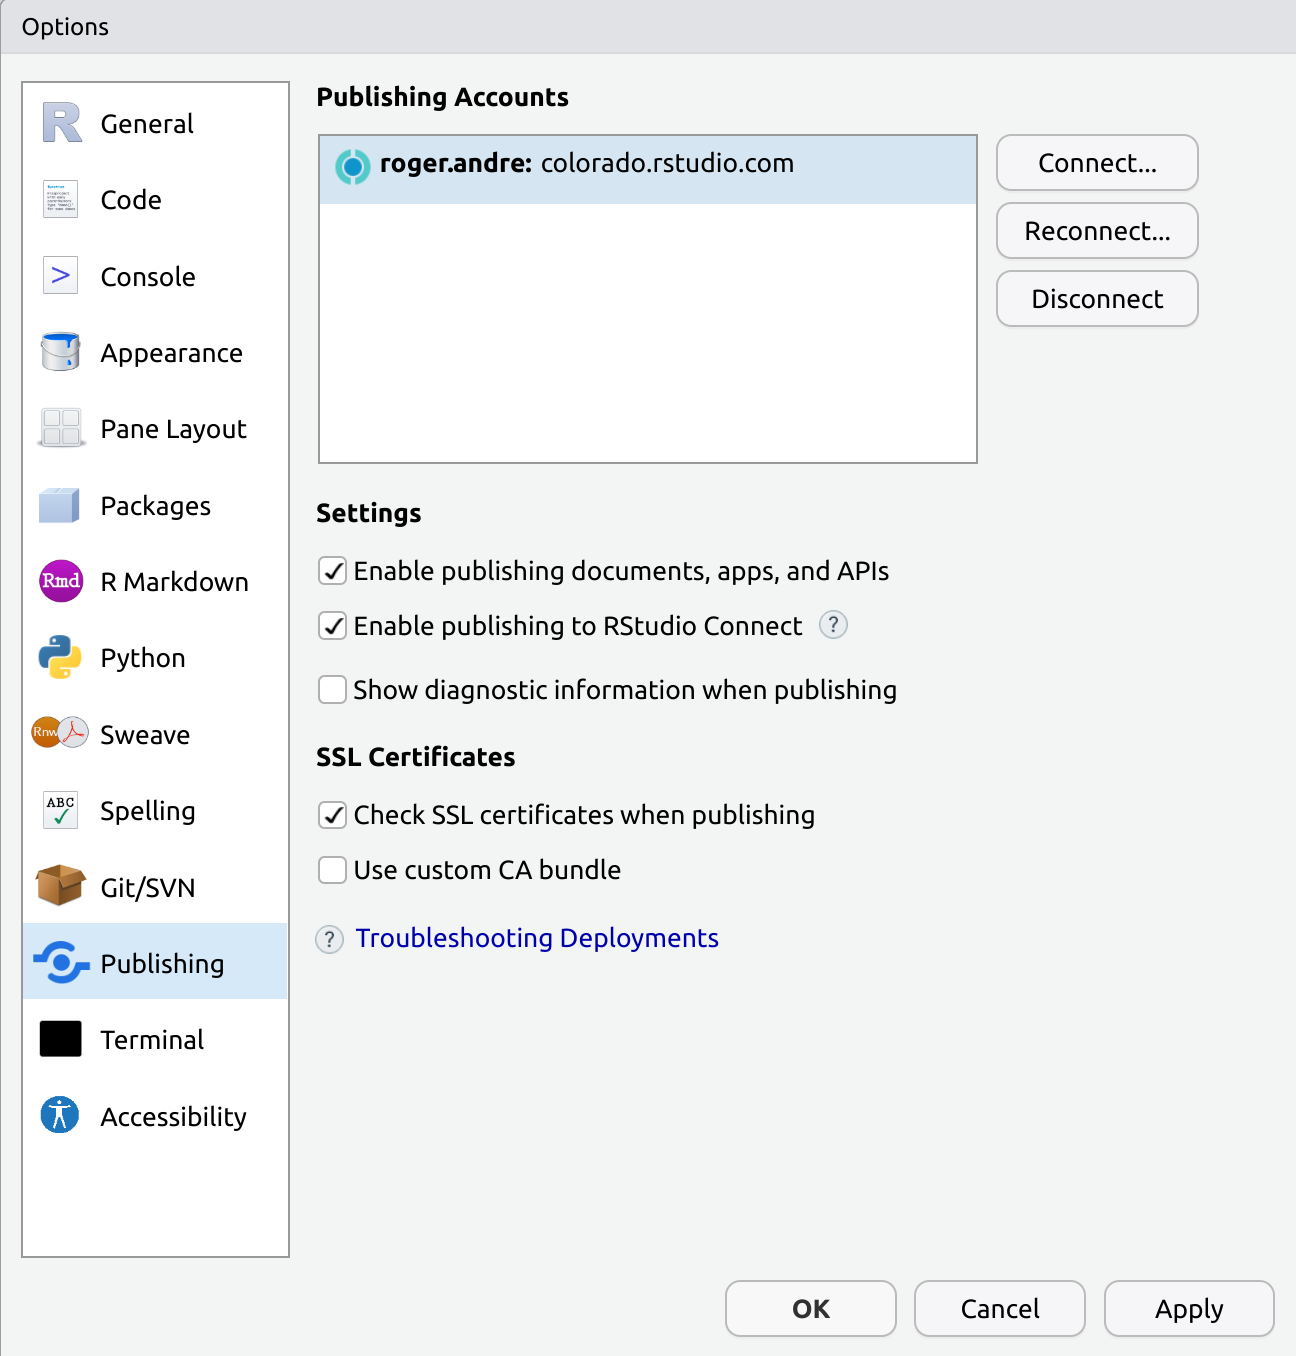 Options
General
Code
Console
Appearance
Pane Layout
Packages
Rmd R Markdown
Python
Rnw Sweave
ABC Spelling
Git/SVN
Publishing
Terminal
Accessibility
Publishing Accounts
roger.andre: colorado.rstudio.com
Connect...
Reconnect...
Disconnect
Settings
Enable publishing documents, apps, and APIs
Enable publishing to RStudio Connect ?
Show diagnostic information when publishing
SSL Certificates
Check SSL certificates when publishing
Use custom CA bundle
? Troubleshooting Deployments
OK Cancel Apply